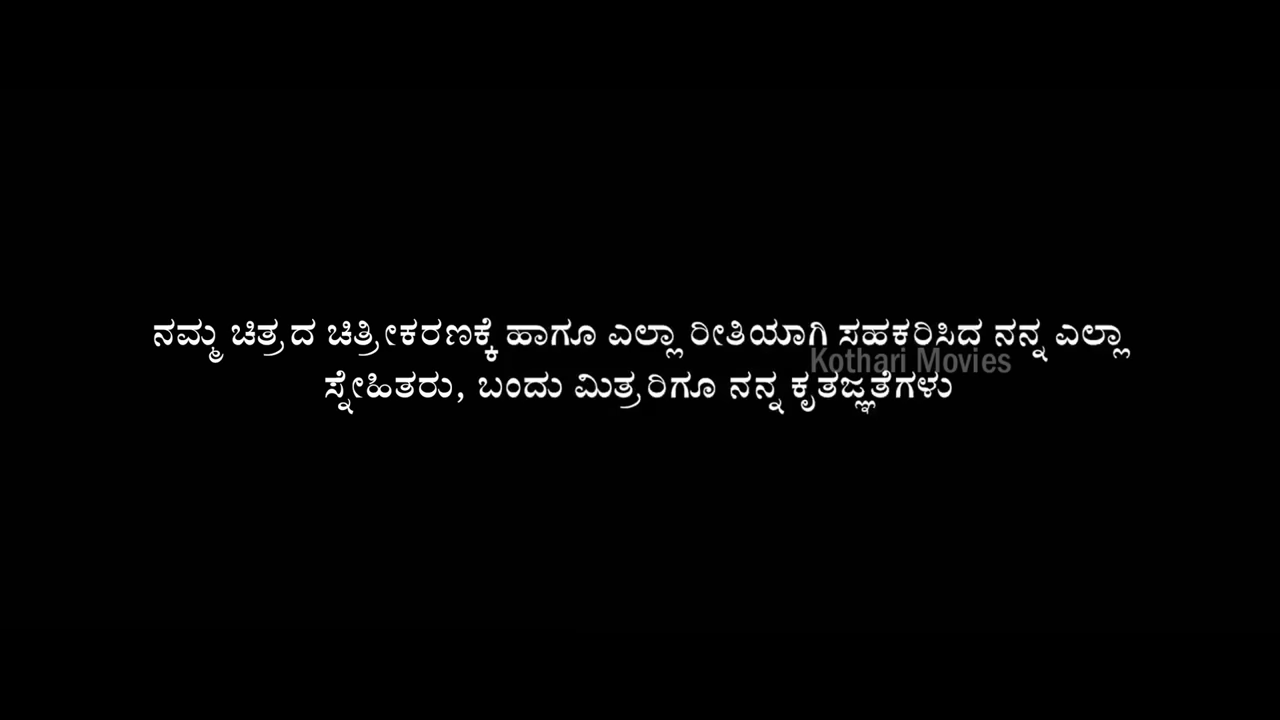 ನಮ್ಮ ಚಿತ್ರದ ಚಿತ್ರೀಕರಣಕ್ಕೆ ಹಾಗೂ ಎಲ್ಲಾ ರೀತಿಯಾಗಿ ಸಹಕರಿಸಿದ ನನ್ನ ಎಲ್ಲಾ
Kothari Movies
ಸ್ನೇಹಿತರು, ಬಂದು ಮಿತ್ರರಿಗೂ ನನ್ನ ಕೃತಜ್ಞತೆಗಳು